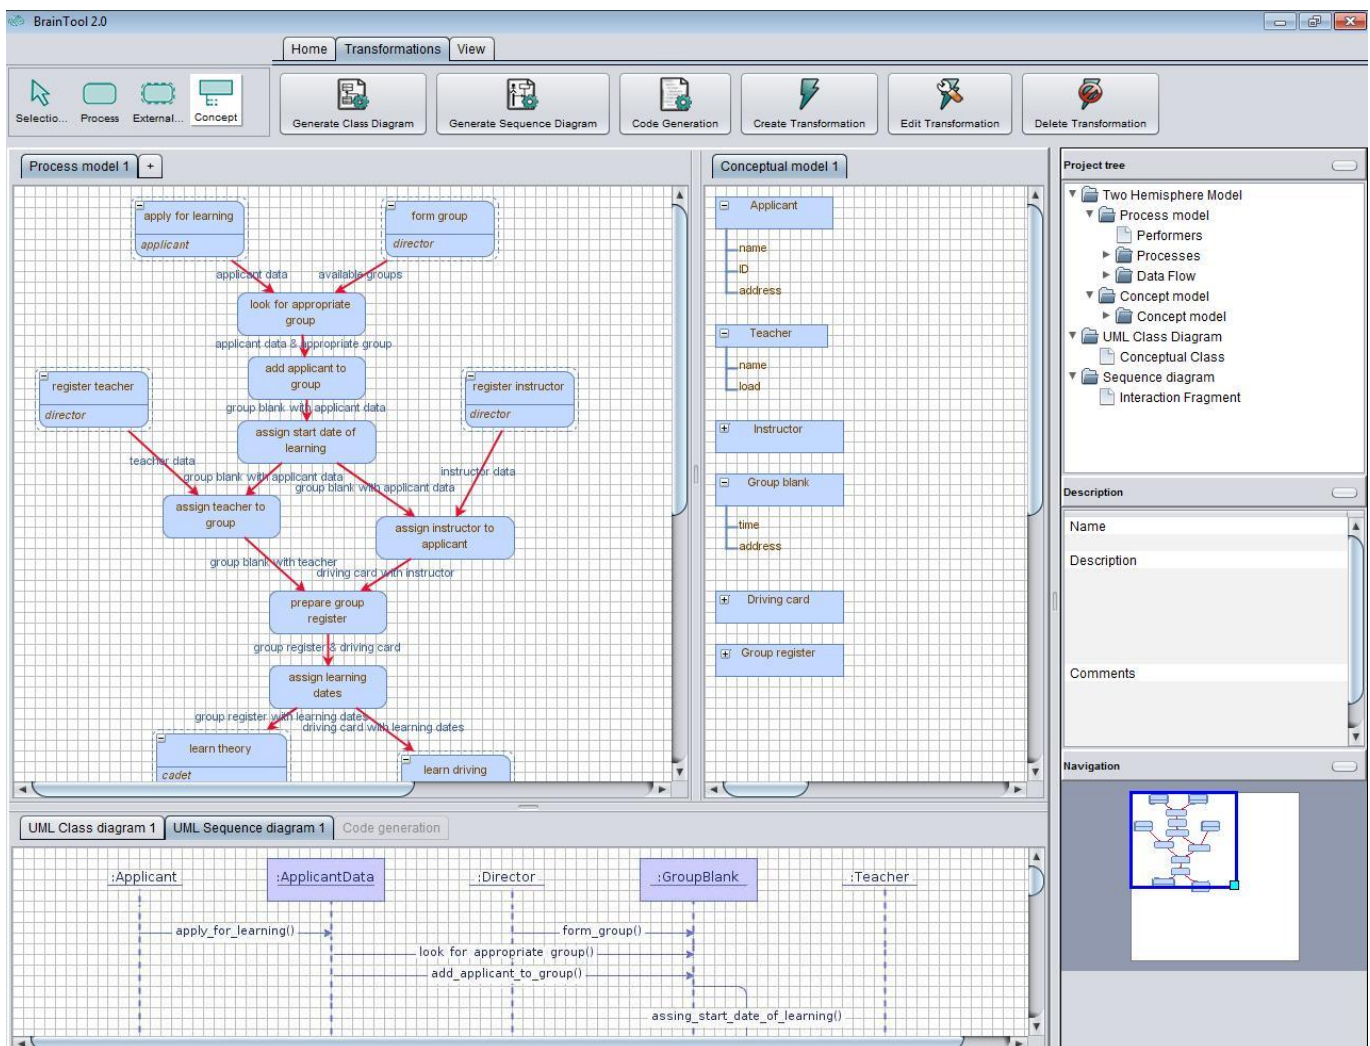 BrainTool 2.0
Home Transformations View
Selectio... Process External... Concept
Generate Class Diagram Generate Sequence Diagram Code Generation Create Transformation Edit Transformation Delete Transformation
Process model 1 +
apply for learning
applicant
form group
director
applicant data
available groups
look for appropriate
group
applicant data & appropriate group
add applicant to
group
register teacher
director
register instructor
director
group blank with applicant data
assign start date of
learning
teacher data
group blank with applicant data
group blank with applicant data
instructor data
assign teacher to
group
assign instructor to
applicant
group blank with teacher
driving card with instructor
prepare group
register
group register & driving card
assign learning
dates
group register with learning dates
driving card with learning dates
learn theory
cadet
learn driving
Conceptual model 1
Applicant
name
ID
address
Teacher
name
load
Instructor
Group blank
time
address
Driving card
Group register
Project tree
Two Hemisphere Model
Process model
Performers
Processes
Data Flow
Concept model
Concept model
UML Class Diagram
Conceptual Class
Sequence diagram
Interaction Fragment
Description
Name
Description
Comments
Navigation
UML Class diagram 1 UML Sequence diagram 1 Code generation
:Applicant :ApplicantData :Director :GroupBlank :Teacher
apply_for_learning() form_group()
look for appropriate group()
add_applicant_to_group()
assing_start_date_of_learning()